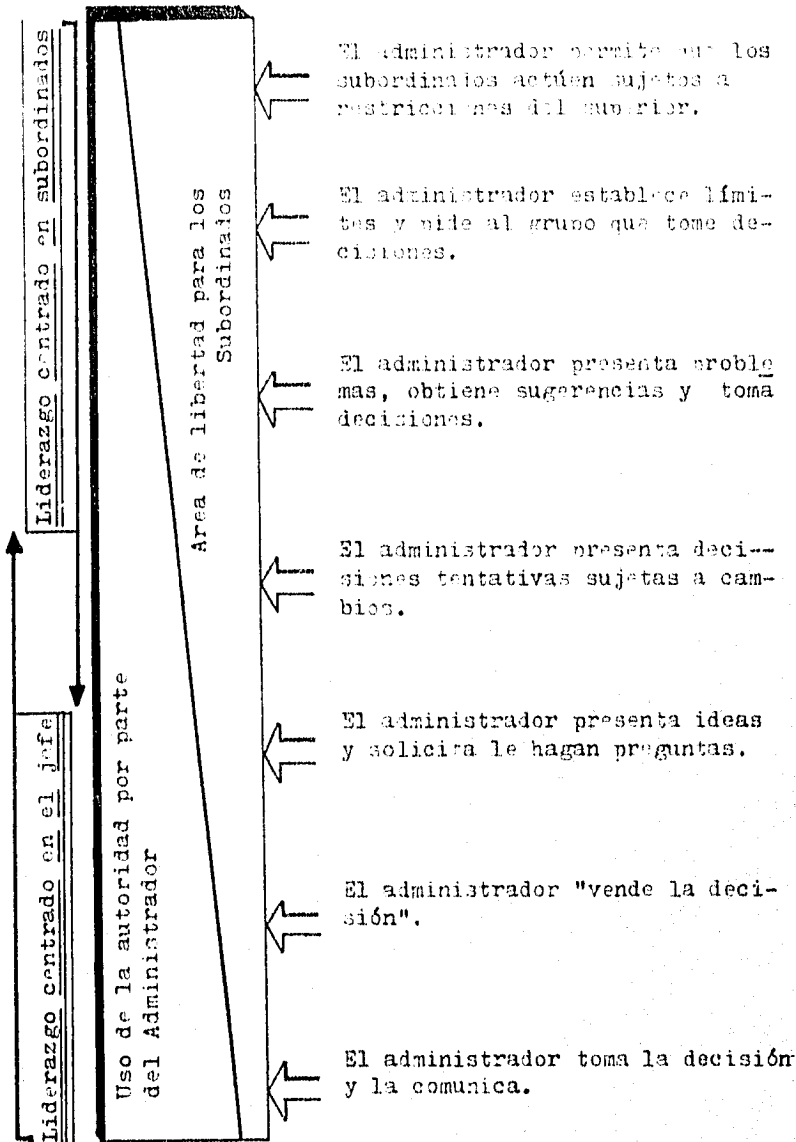 Liderazgo centrado en subordinados
Liderazgo centrado en el jefe
Area de libertad para los
Subordinados
Uso de la autoridad por parte
del Administrador
El administrador permite que los
subordinados actúen sujetos a
restricciones del superior.
El administrador establece lími-
tes y pide al grupo que tome de-
cisiones.
El administrador presenta proble
mas, obtiene sugerencias y toma
decisiones.
El administrador presenta deci--
siones tentativas sujetas a cam-
bios.
El administrador presenta ideas
y solicita le hagan preguntas.
El administrador "vende la deci-
sión".
El administrador toma la decisión
y la comunica.